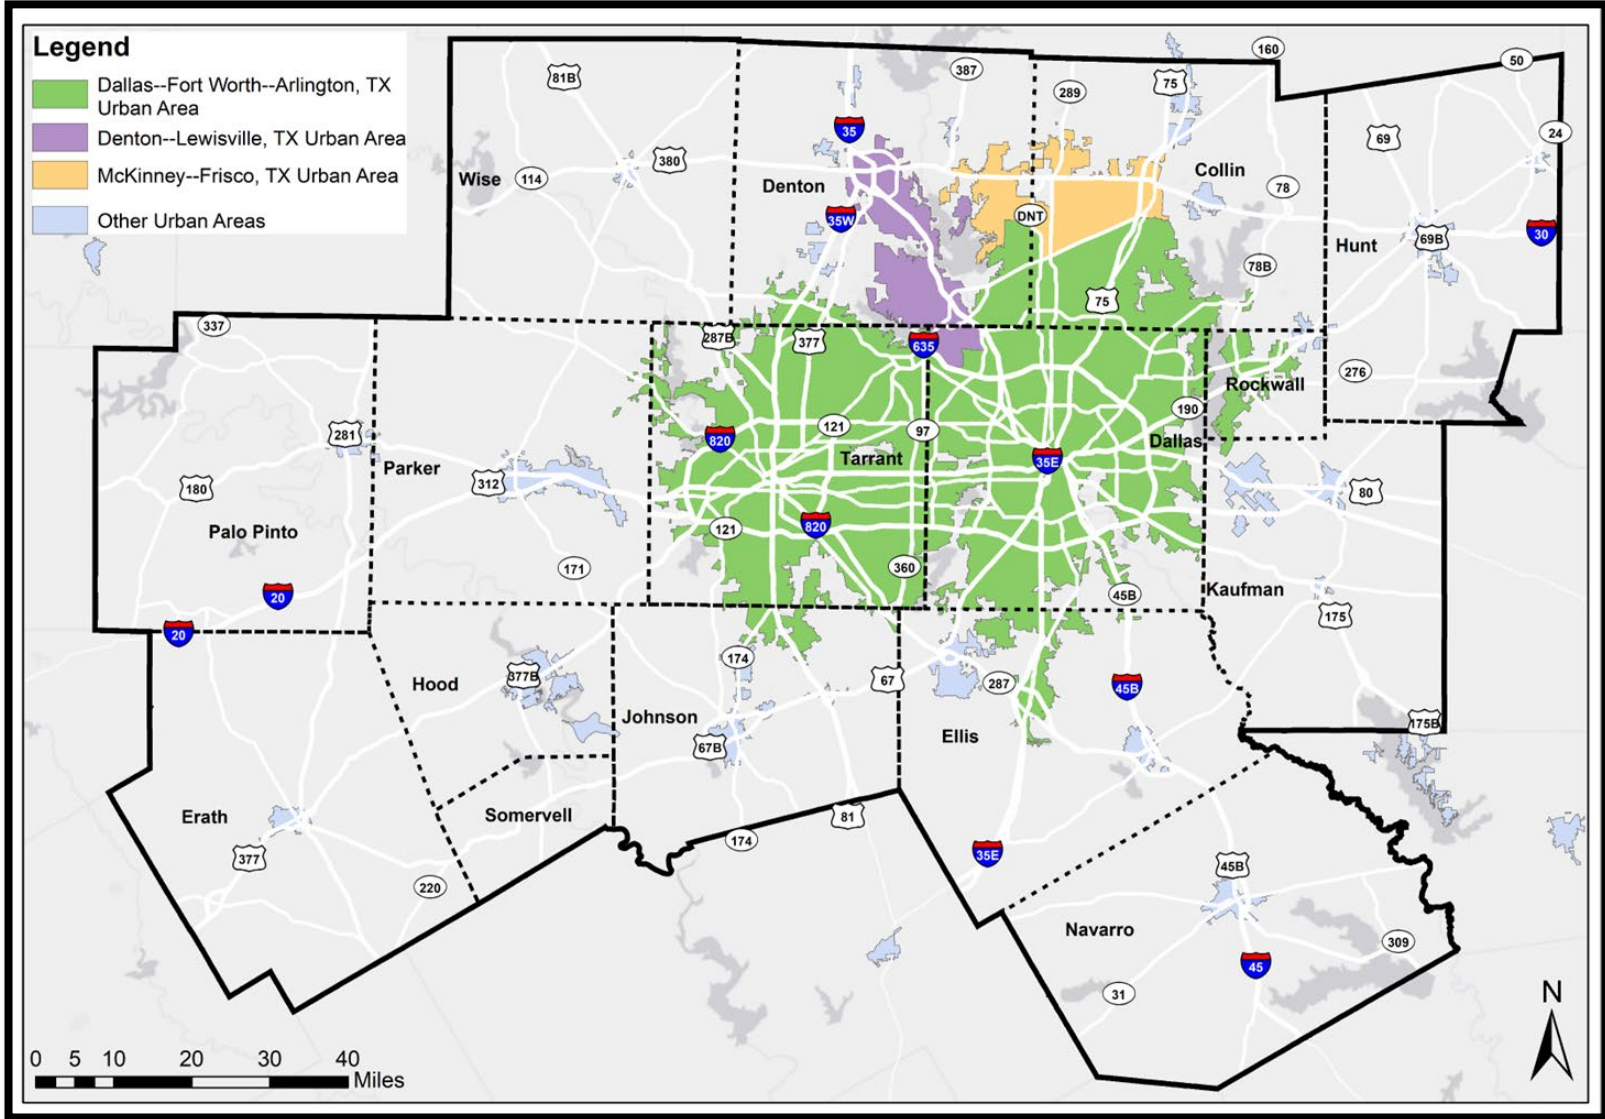 Legend
Dallas--Fort Worth--Arlington, TX
Urban Area
Denton--Lewisville, TX Urban Area
McKinney--Frisco, TX Urban Area
Other Urban Areas
160
50
387
75
81B
289
24
35
69
380
Wise
114
Denton
Collin
78
35W
DNT
30
69B
Hunt
78B
75
337
287B
377
635
276
Rockwall
190
281
820
121
97
Dallas
Tarrant
35E
Parker
312
180
80
Palo Pinto
121
820
171
360
Kaufman
20
45B
175
20
174
Hood
377B
67
287
45B
Johnson
67B
Ellis
175B
Erath
Somervell
81
174
377
35E
220
45B
Navarro
309
45
31
N
0 5 10 20 30 40
Miles